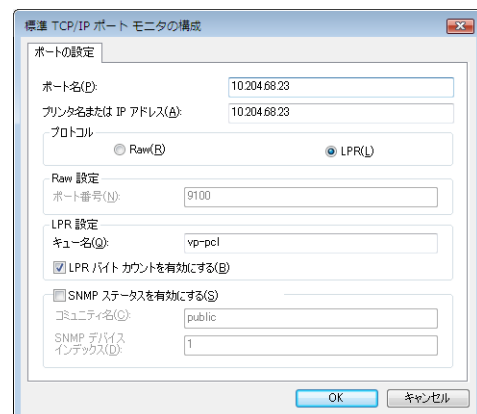 標準 TCP/IP ポート モニタの構成
ポートの設定
ポート名(P): 10.204.68.23
プリンタ名または IP アドレス(A): 10.204.68.23
プロトコル
Raw(R) LPR(L)
Raw 設定
ポート番号(N): 9100
LPR 設定
キュー名(Q): vp-pcl
LPR バイト カウントを有効にする(B)
SNMP ステータスを有効にする(S)
コミュニティ名(C): public
SNMP デバイス
インデックス(D): 1
OK キャンセル